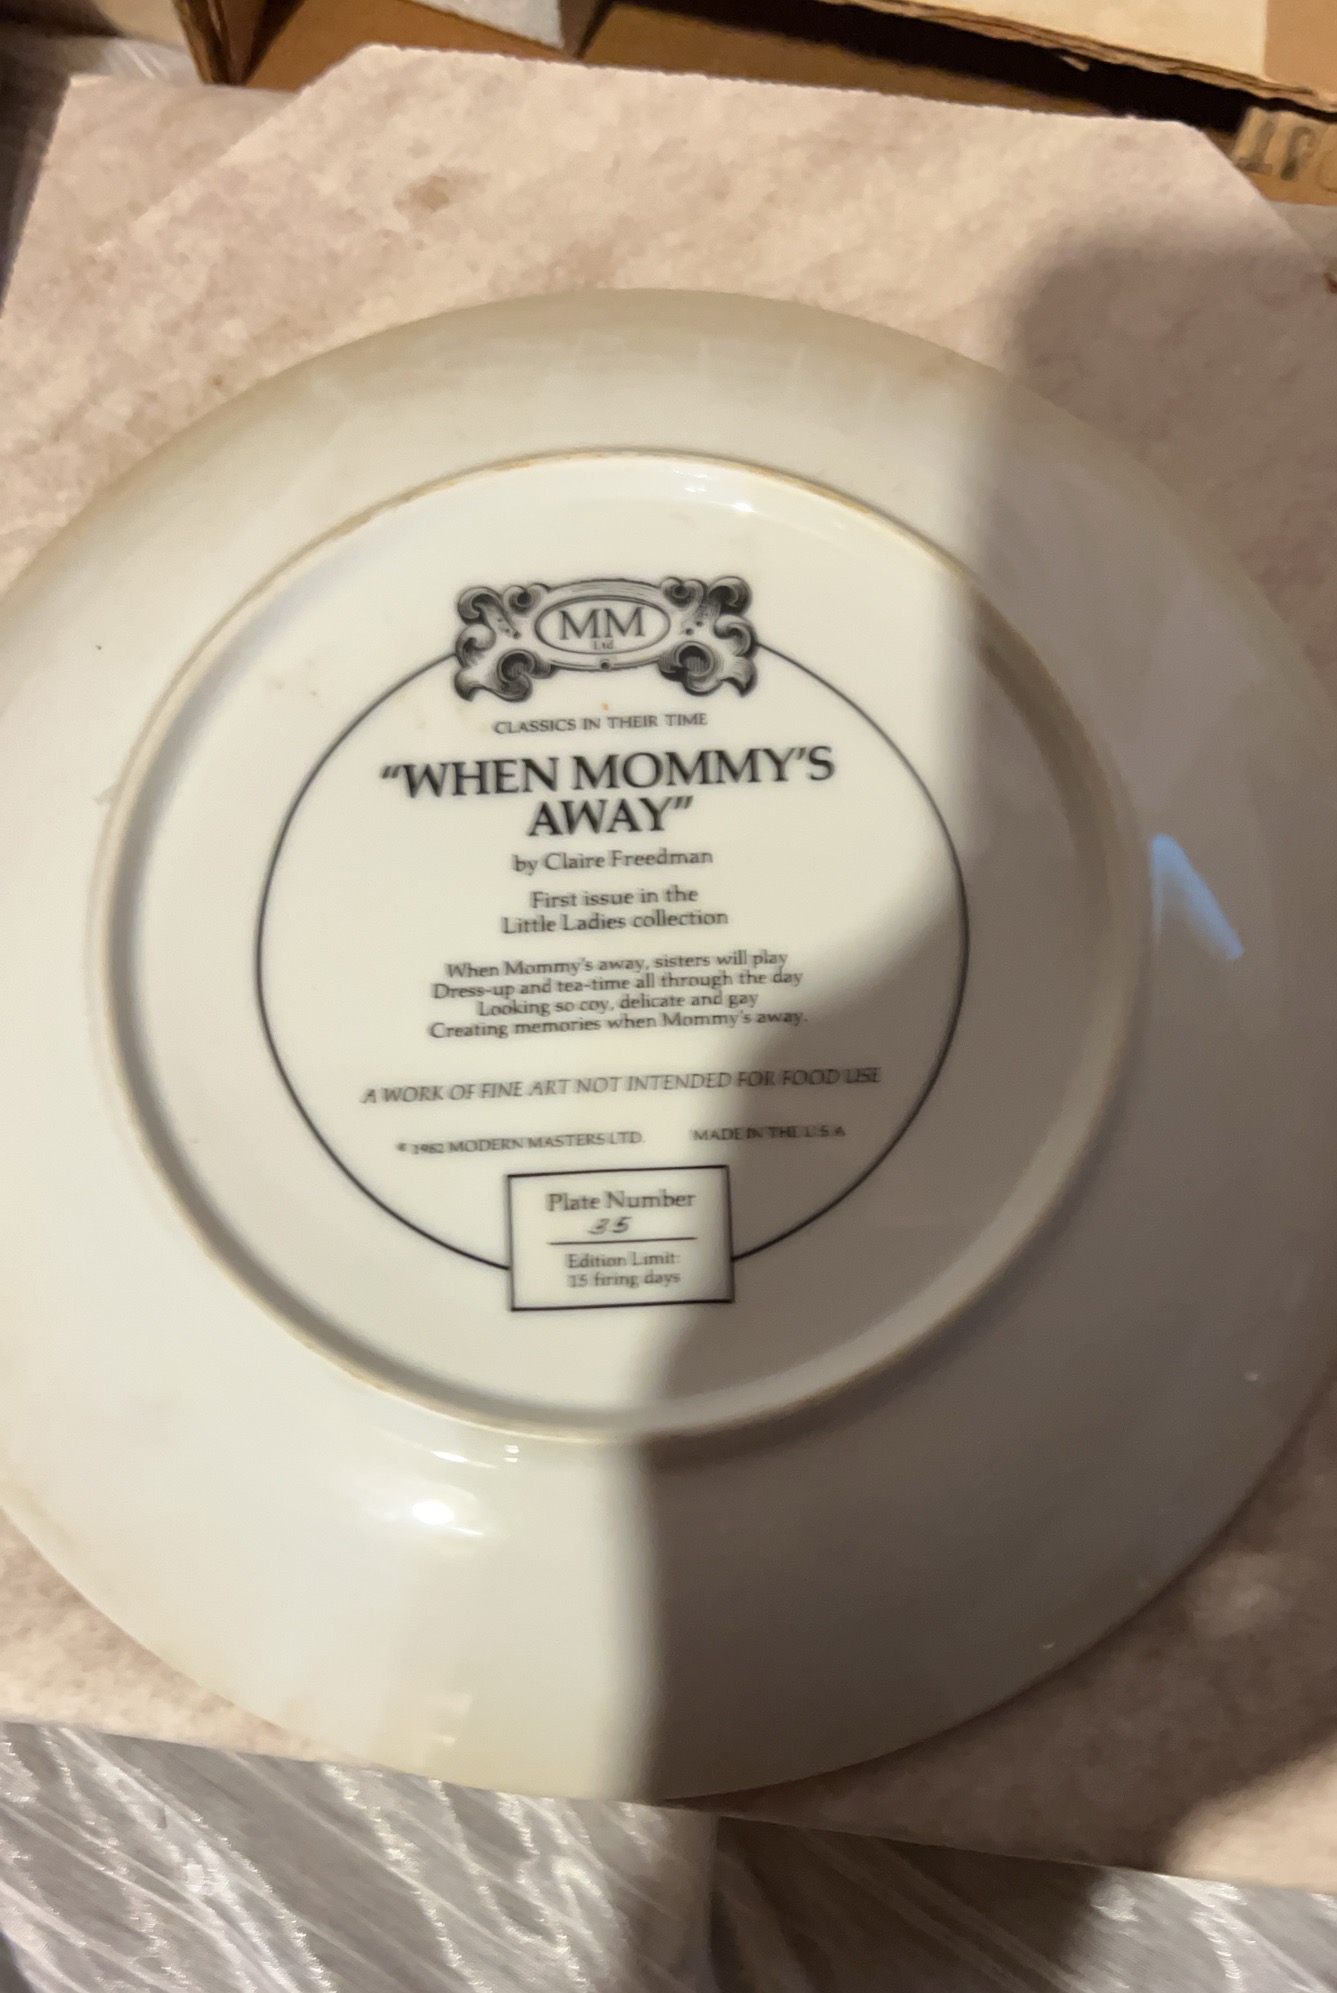 MM
Ltd.
CLASSICS IN THEIR TIME
"WHEN MOMMY'S
AWAY"
by Claire Freedman
First issue in the
Little Ladies collection
When Mommy's away, sisters will play
Dress-up and tea-time all through the day
Looking so coy, delicate and gay
Creating memories when Mommy's away.
A WORK OF FINE ART NOT INTENDED FOR FOOD USE
© 1982 MODERN MASTERS LTD. MADE IN THE U.S.A
Plate Number
35
Edition Limit:
15 firing days